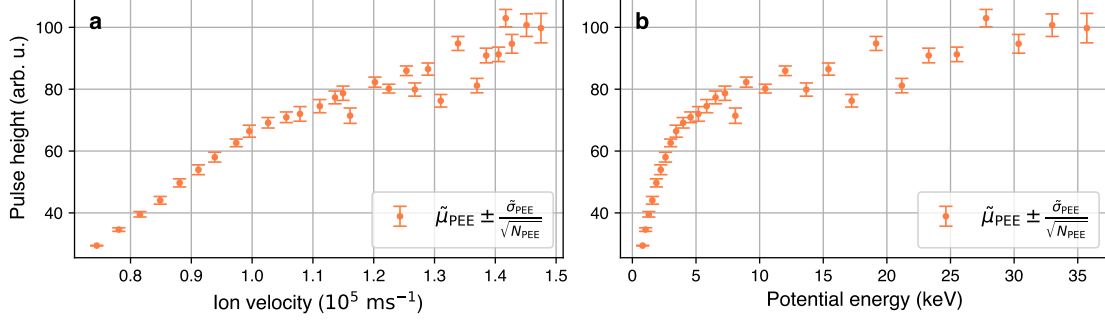 a
b
Pulse height (arb. u.)
100
80
60
40
0.8 0.9 1.0 1.1 1.2 1.3 1.4 1.5
Ion velocity (10⁵ ms⁻¹)
μ̃_PEE ± σ̃_PEE/√N_PEE
100
80
60
40
0 5 10 15 20 25 30 35
Potential energy (keV)
μ̃_PEE ± σ̃_PEE/√N_PEE